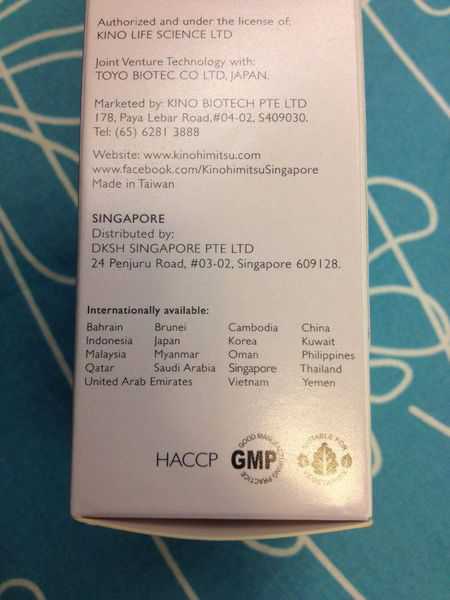 Authorized and under the license of:
KINO LIFE SCIENCE LTD
Joint Venture Technology with:
TOYO BIOTEC CO LTD, JAPAN.
Marketed by: KINO BIOTECH PTE LTD
178, Paya Lebar Road,#04-02, S409030.
Tel: (65) 6281 3888
Website: www.kinohimitsu.com
www.facebook.com/KinohimitsuSingapore
Made in Taiwan
SINGAPORE
Distributed by:
DKSH SINGAPORE PTE LTD
24 Penjuru Road, #03-02, Singapore 609128.
Internationally available:
Bahrain Brunei Cambodia China
Indonesia Japan Korea Kuwait
Malaysia Myanmar Oman Philippines
Qatar Saudi Arabia Singapore Thailand
United Arab Emirates Vietnam Yemen
HACCP
GOOD MANUFACTURING PRACTICE
GMP
SUITABLE FOR